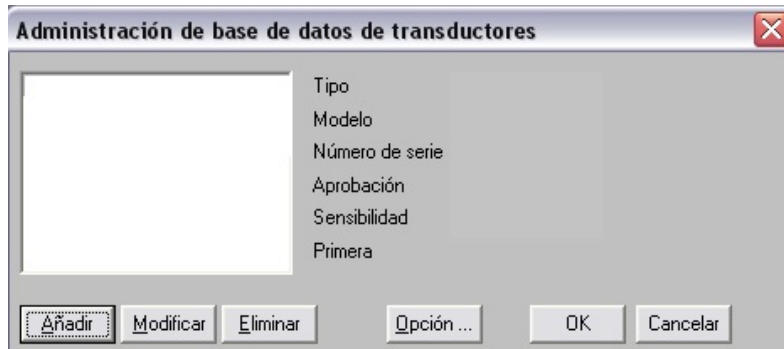 Administración de base de datos de transductores
Tipo
Modelo
Número de serie
Aprobación
Sensibilidad
Primera
Añadir Modificar Eliminar Opción ... OK Cancelar